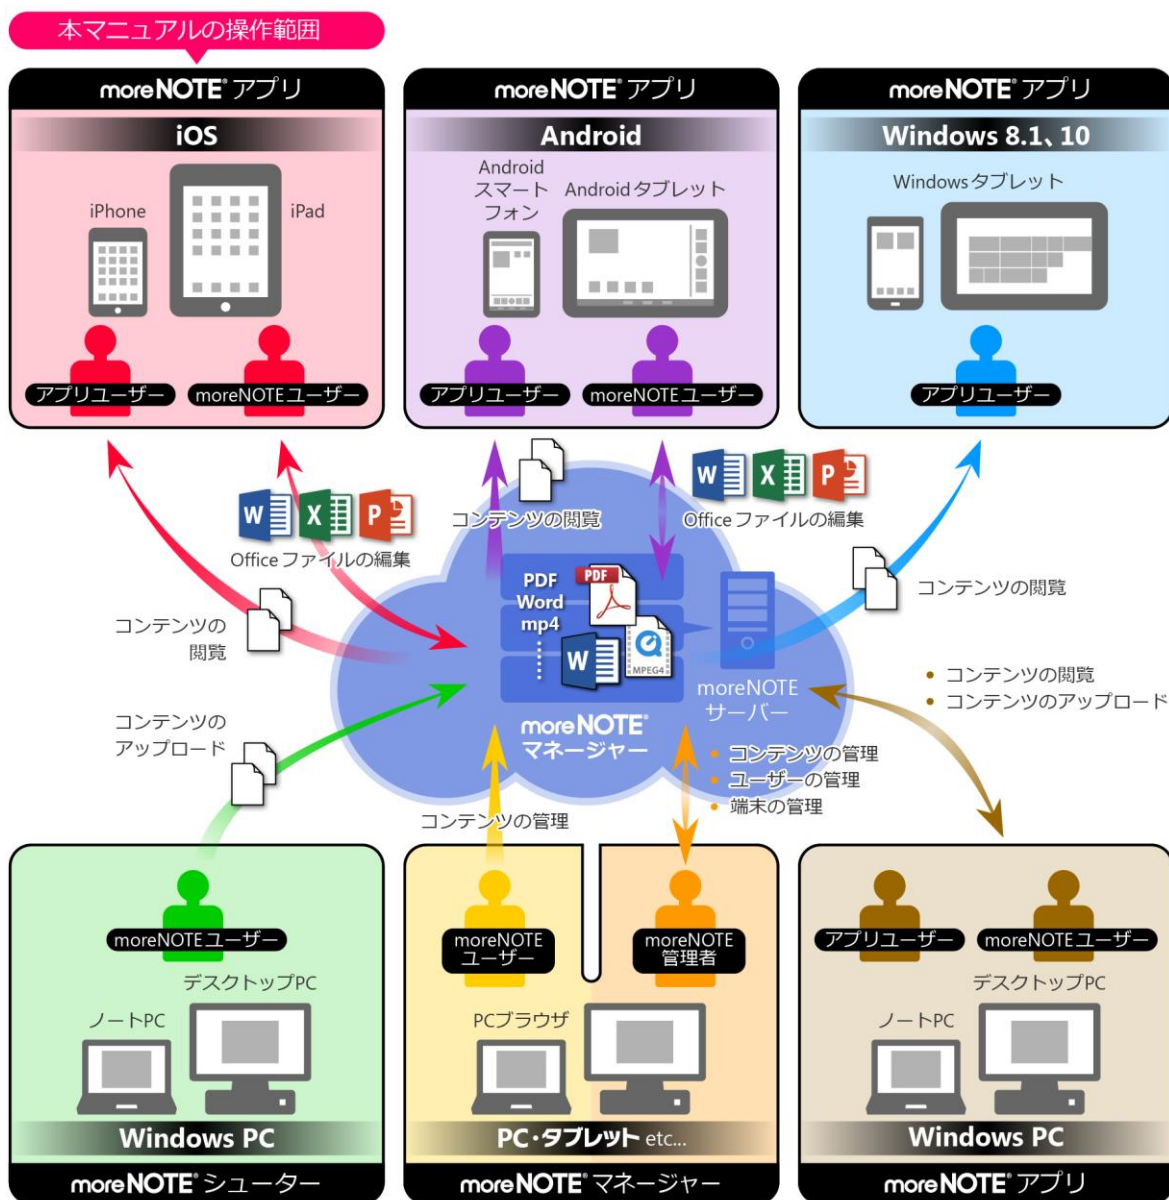 本マニュアルの操作範囲
moreNOTE® アプリ
iOS
iPhone
iPad
アプリユーザー
moreNOTEユーザー
moreNOTE® アプリ
Android
Android
スマート
フォン
Androidタブレット
アプリユーザー
moreNOTEユーザー
moreNOTE® アプリ
Windows 8.1、10
Windowsタブレット
アプリユーザー
W
X
P
Officeファイルの編集
コンテンツの
閲覧
コンテンツの閲覧
W
X
P
Officeファイルの編集
コンテンツの閲覧
PDF
Word
mp4
PDF
W
MPEG4
moreNOTE®
マネージャー
moreNOTE
サーバー
コンテンツの
アップロード
コンテンツの管理
• コンテンツの管理
• ユーザーの管理
• 端末の管理
• コンテンツの閲覧
• コンテンツのアップロード
moreNOTEユーザー
ノートPC
デスクトップPC
Windows PC
moreNOTE® シューター
moreNOTE
ユーザー
moreNOTE
管理者
PCブラウザ
PC・タブレット etc...
moreNOTE® マネージャー
アプリユーザー
moreNOTEユーザー
ノートPC
デスクトップPC
Windows PC
moreNOTE® アプリ